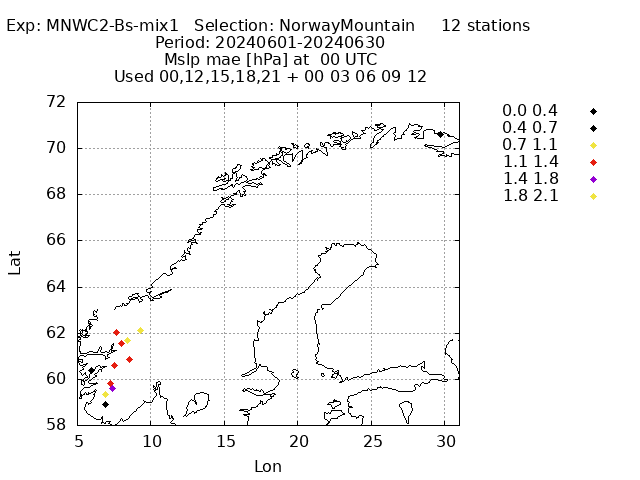 Exp: MNWC2-Bs-mix1   Selection: NorwayMountain     12 stations
Period: 20240601-20240630
Mslp mae [hPa] at  00 UTC
Used 00,12,15,18,21 + 00 03 06 09 12
0.0 0.4
0.4 0.7
0.7 1.1
1.1 1.4
1.4 1.8
1.8 2.1
72
70
68
66
64
62
60
58
Lat
5 10 15 20 25 30
Lon